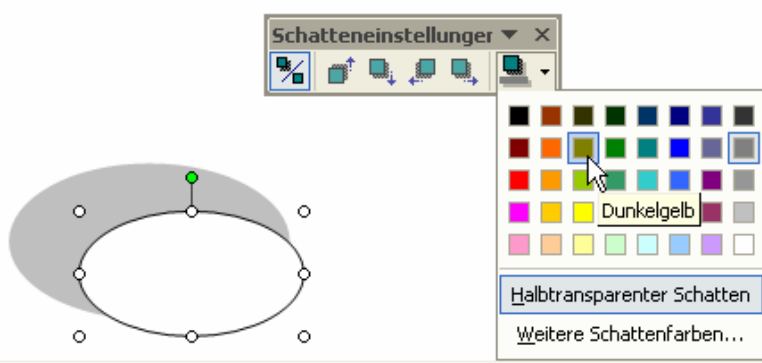 Schatteneinstellunger
Dunkelgelb
Halbtransparenter Schatten
Weitere Schattenfarben...